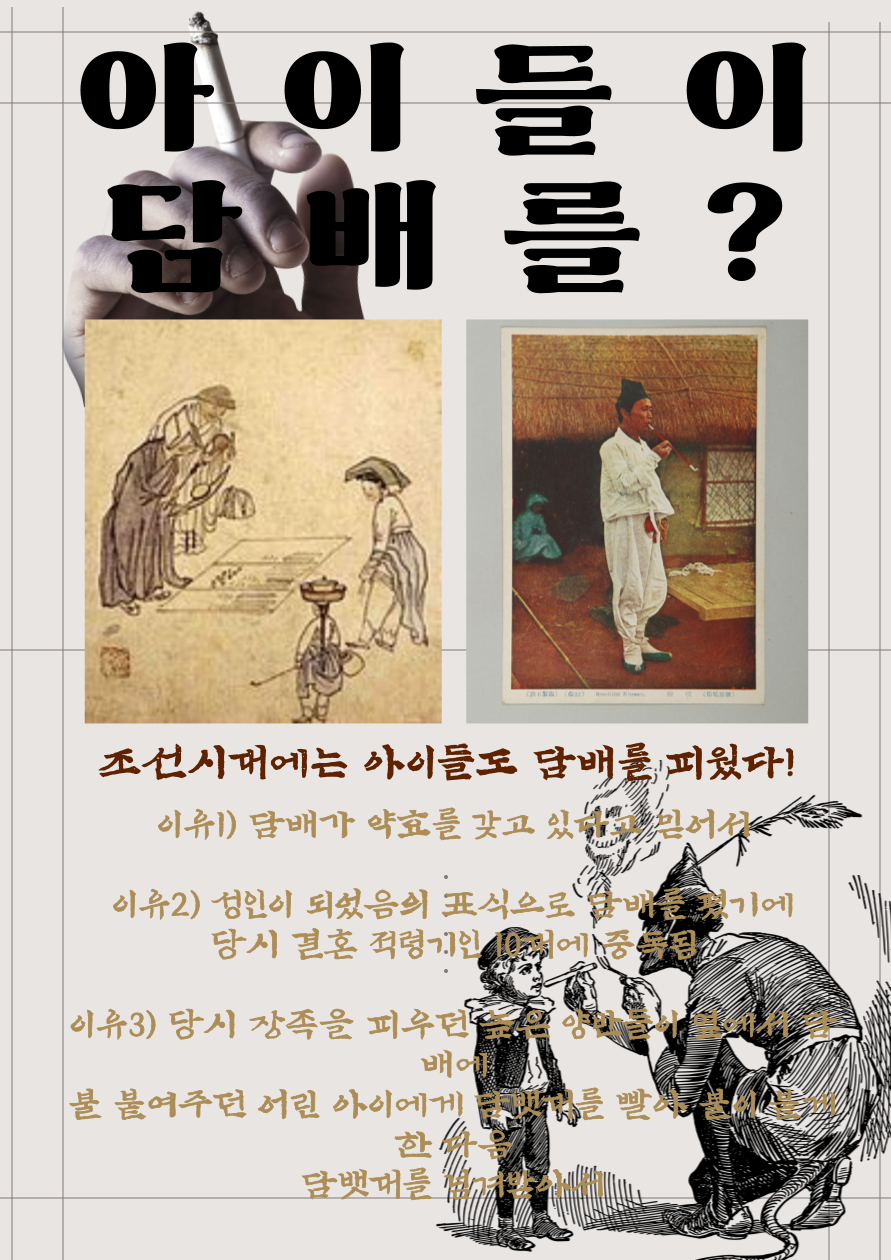 아이들이
담배를?
조선시대에는 아이들도 담배를 피웠다!
이유1) 담배가 약효를 갖고 있다고 믿어서
이유2) 성인이 되었음의 표식으로 담배를 폈기에
당시 결혼 적령기인 10대에 중독됨
이유3) 당시 장족을 피우던 높은 양반들이 옆에서 담
배에
불 붙여주던 어린 아이에게 담뱃대를 빨아 불이 붙게
한 다음
담뱃대를 넘겨받아서